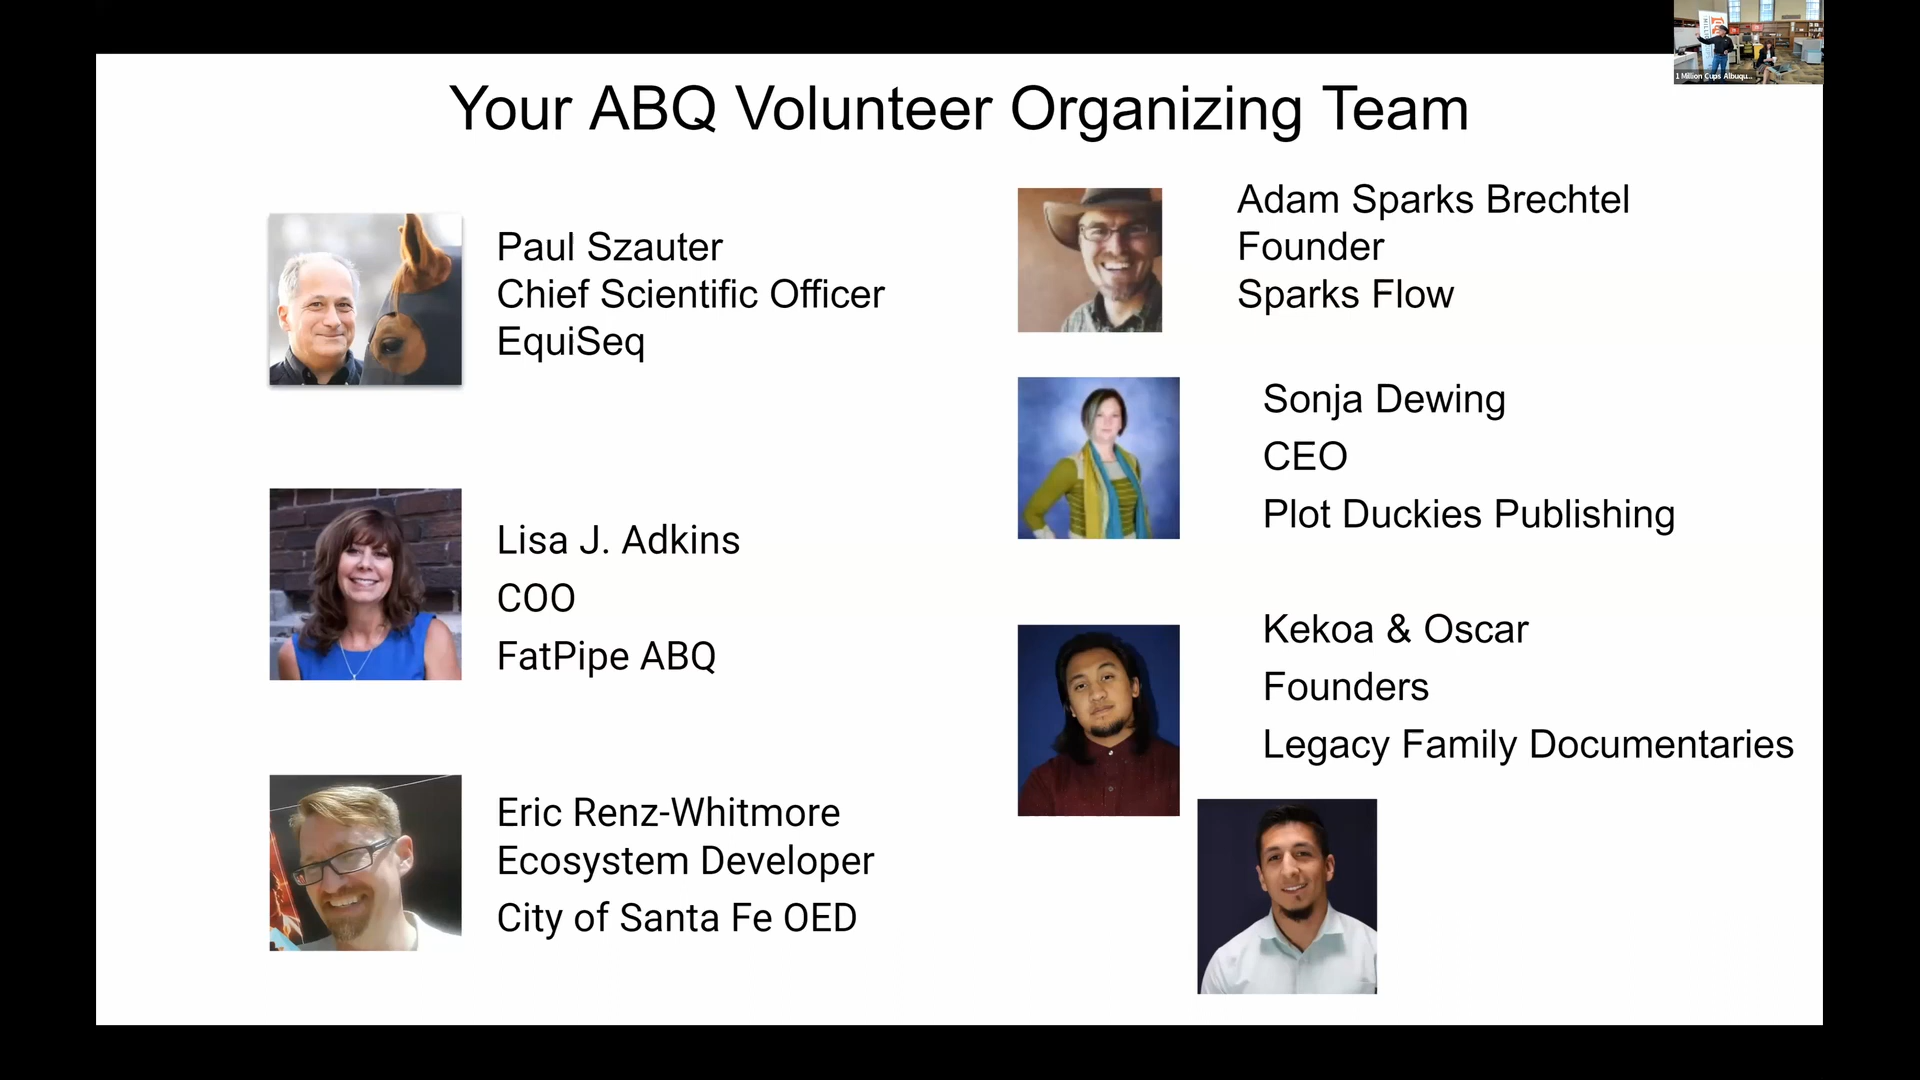 Your ABQ Volunteer Organizing Team
Paul Szauter
Chief Scientific Officer
EquiSeq
Lisa J. Adkins
COO
FatPipe ABQ
Eric Renz-Whitmore
Ecosystem Developer
City of Santa Fe OED
Adam Sparks Brechtel
Founder
Sparks Flow
Sonja Dewing
CEO
Plot Duckies Publishing
Kekoa & Oscar
Founders
Legacy Family Documentaries
1 Million Cups Albuqu...